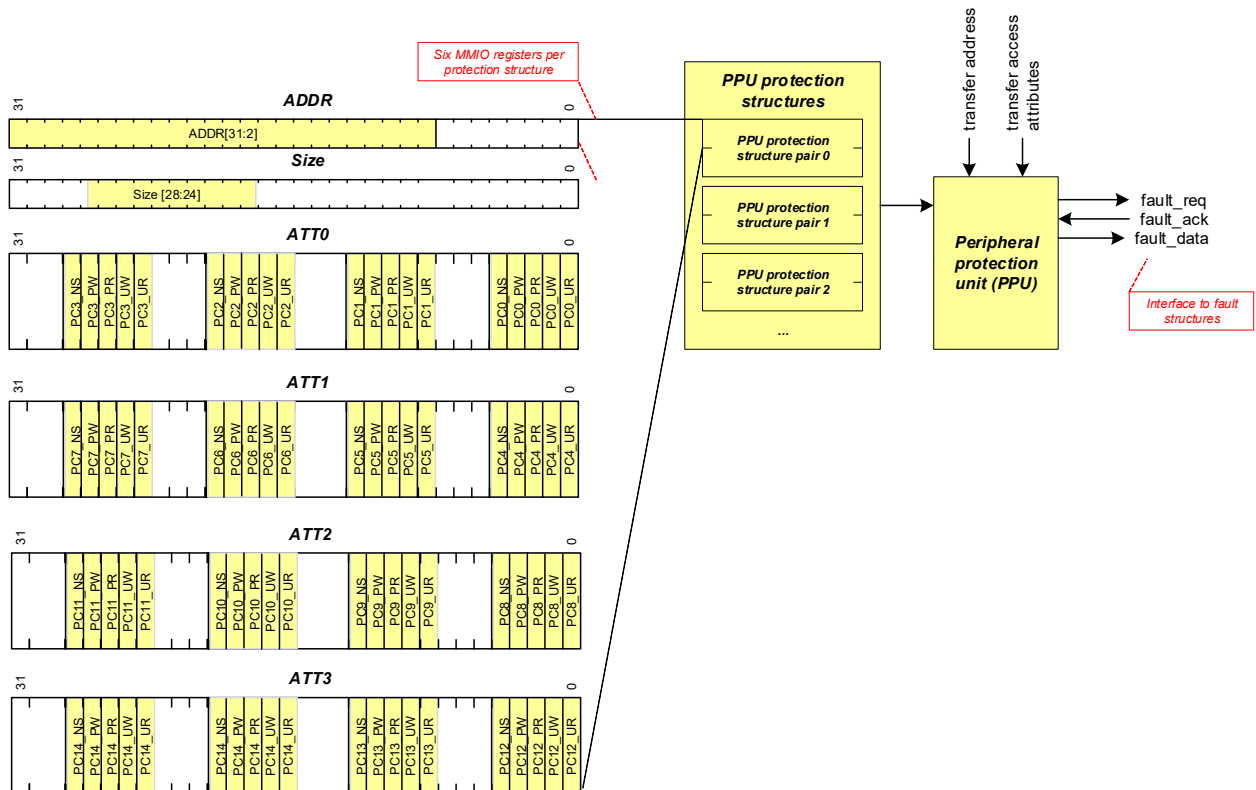 Six MMIO registers per
protection structure
31
ADDR
0
ADDR[31:2]
31
Size
0
Size [28:24]
31
ATT0
0
PC3_NS
PC3_PW
PC3_PR
PC3_UW
PC3_UR
PC2_NS
PC2_PW
PC2_PR
PC2_UW
PC2_UR
PC1_NS
PC1_PW
PC1_PR
PC1_UW
PC1_UR
PC0_NS
PC0_PW
PC0_PR
PC0_UW
PC0_UR
31
ATT1
0
PC7_NS
PC7_PW
PC7_PR
PC7_UW
PC7_UR
PC6_NS
PC6_PW
PC6_PR
PC6_UW
PC6_UR
PC5_NS
PC5_PW
PC5_PR
PC5_UW
PC5_UR
PC4_NS
PC4_PW
PC4_PR
PC4_UW
PC4_UR
31
ATT2
0
PC11_NS
PC11_PW
PC11_PR
PC11_UW
PC11_UR
PC10_NS
PC10_PW
PC10_PR
PC10_UW
PC10_UR
PC9_NS
PC9_PW
PC9_PR
PC9_UW
PC9_UR
PC8_NS
PC8_PW
PC8_PR
PC8_UW
PC8_UR
31
ATT3
0
PC14_NS
PC14_PW
PC14_PR
PC14_UW
PC14_UR
PC14_NS
PC14_PW
PC14_PR
PC14_UW
PC14_UR
PC13_NS
PC13_PW
PC13_PR
PC13_UW
PC13_UR
PC12_NS
PC12_PW
PC12_PR
PC12_UW
PC12_UR
PPU protection
structures
PPU protection
structure pair 0
PPU protection
structure pair 1
PPU protection
structure pair 2
...
transfer address
transfer access
attributes
Peripheral
protection
unit (PPU)
fault_req
fault_ack
fault_data
Interface to fault
structures